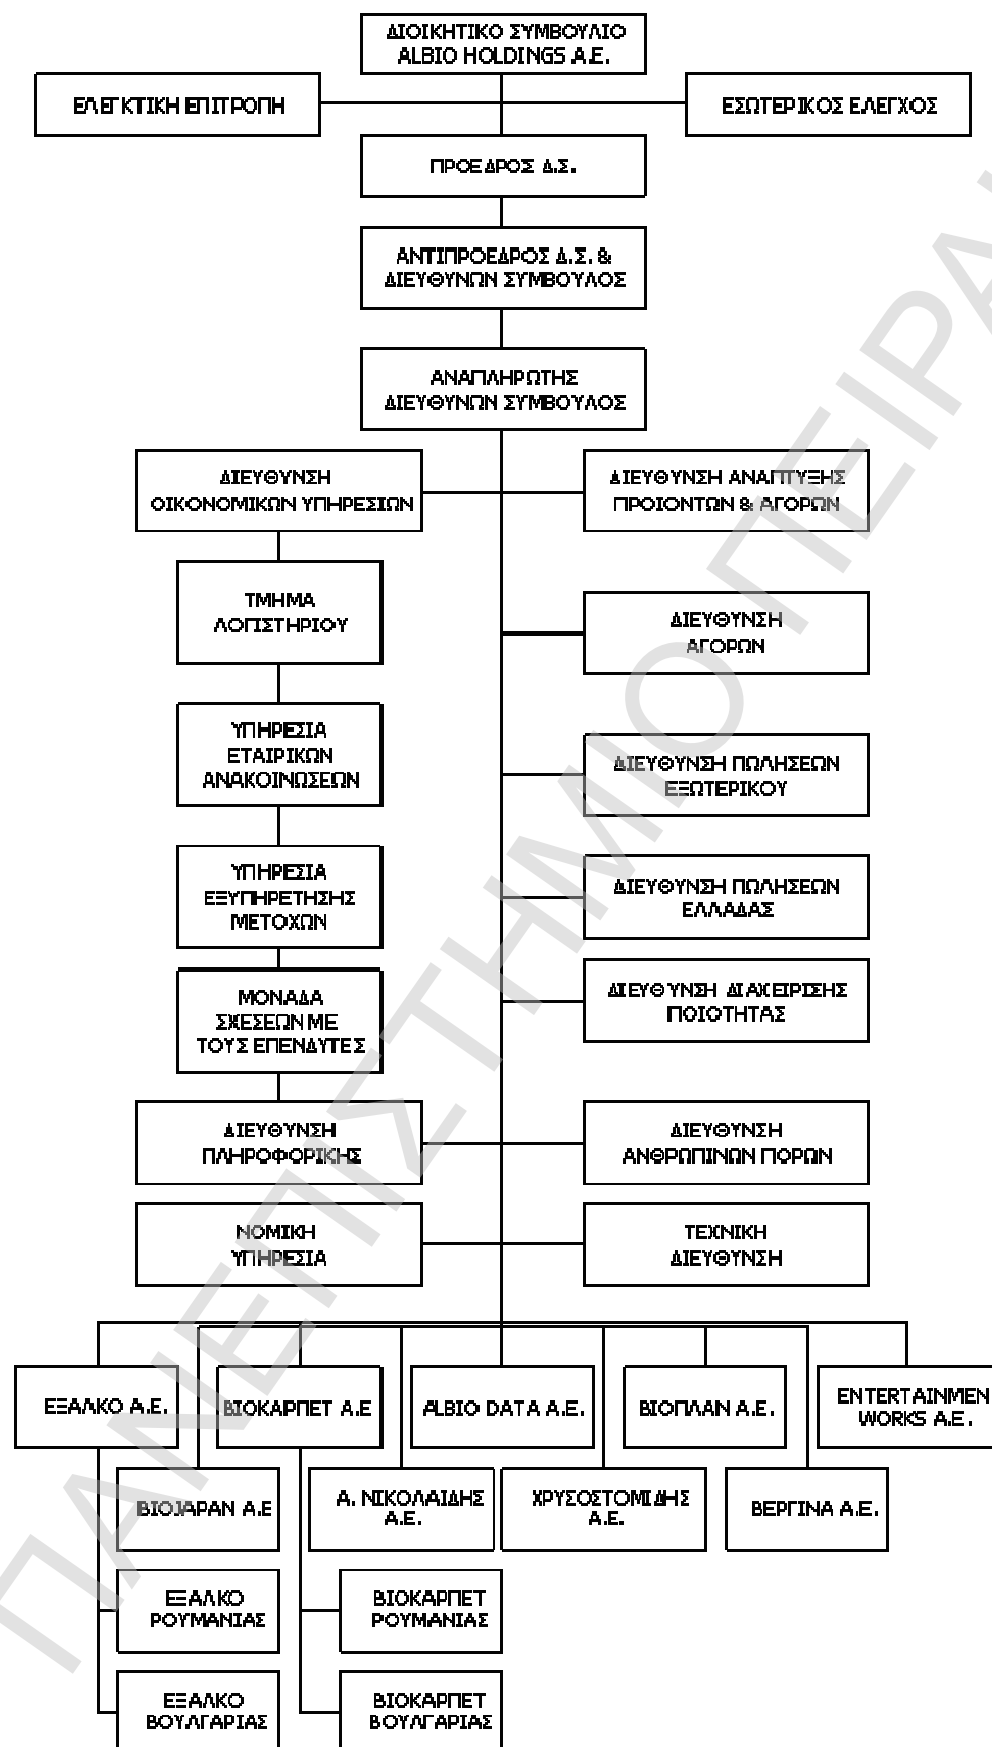 ΔΙΟΙΚΗΤΙΚΟ ΣΥΜΒΟΥΛΙΟ
ALBIO HOLDINGS A.E.
ΕΛΕΓΚΤΙΚΗ ΕΠΙΤΡΟΠΗ
ΕΣΩΤΕΡΙΚΟΣ ΕΛΕΓΧΟΣ
ΠΡΟΕΔΡΟΣ Δ.Σ.
ΑΝΤΙΠΡΟΕΔΡΟΣ Δ.Σ. &
ΔΙΕΥΘΥΝΩΝ ΣΥΜΒΟΥΛΟΣ
ΑΝΑΠΛΗΡΩΤΗΣ
ΔΙΕΥΘΥΝΩΝ ΣΥΜΒΟΥΛΟΣ
ΔΙΕΥΘΥΝΣΗ
ΟΙΚΟΝΟΜΙΚΩΝ ΥΠΗΡΕΣΙΩΝ
ΔΙΕΥΘΥΝΣΗ ΑΝΑΠΤΥΞΗΣ
ΠΡΟΙΟΝΤΩΝ & ΑΓΟΡΩΝ
ΤΜΗΜΑ
ΛΟΓΙΣΤΗΡΙΟΥ
ΔΙΕΥΘΥΝΣΗ
ΑΓΟΡΩΝ
ΥΠΗΡΕΣΙΑ
ΕΤΑΙΡΙΚΩΝ
ΑΝΑΚΟΙΝΩΣΕΩΝ
ΔΙΕΥΘΥΝΣΗ ΠΩΛΗΣΕΩΝ
ΕΞΩΤΕΡΙΚΟΥ
ΥΠΗΡΕΣΙΑ
ΕΞΥΠΗΡΕΤΗΣΗΣ
ΜΕΤΟΧΩΝ
ΔΙΕΥΘΥΝΣΗ ΠΩΛΗΣΕΩΝ
ΕΛΛΑΔΑΣ
ΜΟΝΑΔΑ
ΣΧΕΣΕΩΝ ΜΕ
ΤΟΥΣ ΕΠΕΝΔΥΤΕΣ
ΔΙΕΥΘΥΝΣΗ ΔΙΑΧΕΙΡΙΣΗΣ
ΠΟΙΟΤΗΤΑΣ
ΔΙΕΥΘΥΝΣΗ
ΠΛΗΡΟΦΟΡΙΚΗΣ
ΔΙΕΥΘΥΝΣΗ
ΑΝΘΡΩΠΙΝΩΝ ΠΟΡΩΝ
ΝΟΜΙΚΗ
ΥΠΗΡΕΣΙΑ
ΤΕΧΝΙΚΗ
ΔΙΕΥΘΥΝΣΗ
ΕΞΑΛΚΟ Α.Ε.
ΒΙΟΚΑΡΠΕΤ Α.Ε
ALBIO DATA A.E.
ΒΙΟΠΛΑΝ Α.Ε.
ENTERTAINMEN
WORKS A.E.
ΒΙΟJAPAN Α.Ε
Α. ΝΙΚΟΛΑΙΔΗΣ
Α.Ε.
ΧΡΥΣΟΣΤΟΜΙΔΗΣ
Α.Ε.
ΒΕΡΓΙΝΑ Α.Ε.
ΕΞΑΛΚΟ
ΡΟΥΜΑΝΙΑΣ
ΒΙΟΚΑΡΠΕΤ
ΡΟΥΜΑΝΙΑΣ
ΕΞΑΛΚΟ
ΒΟΥΛΓΑΡΙΑΣ
ΒΙΟΚΑΡΠΕΤ
ΒΟΥΛΓΑΡΙΑΣ
ΠΑΝΕΠΙΣΤΗΜΙΟ ΠΕΙΡΑ